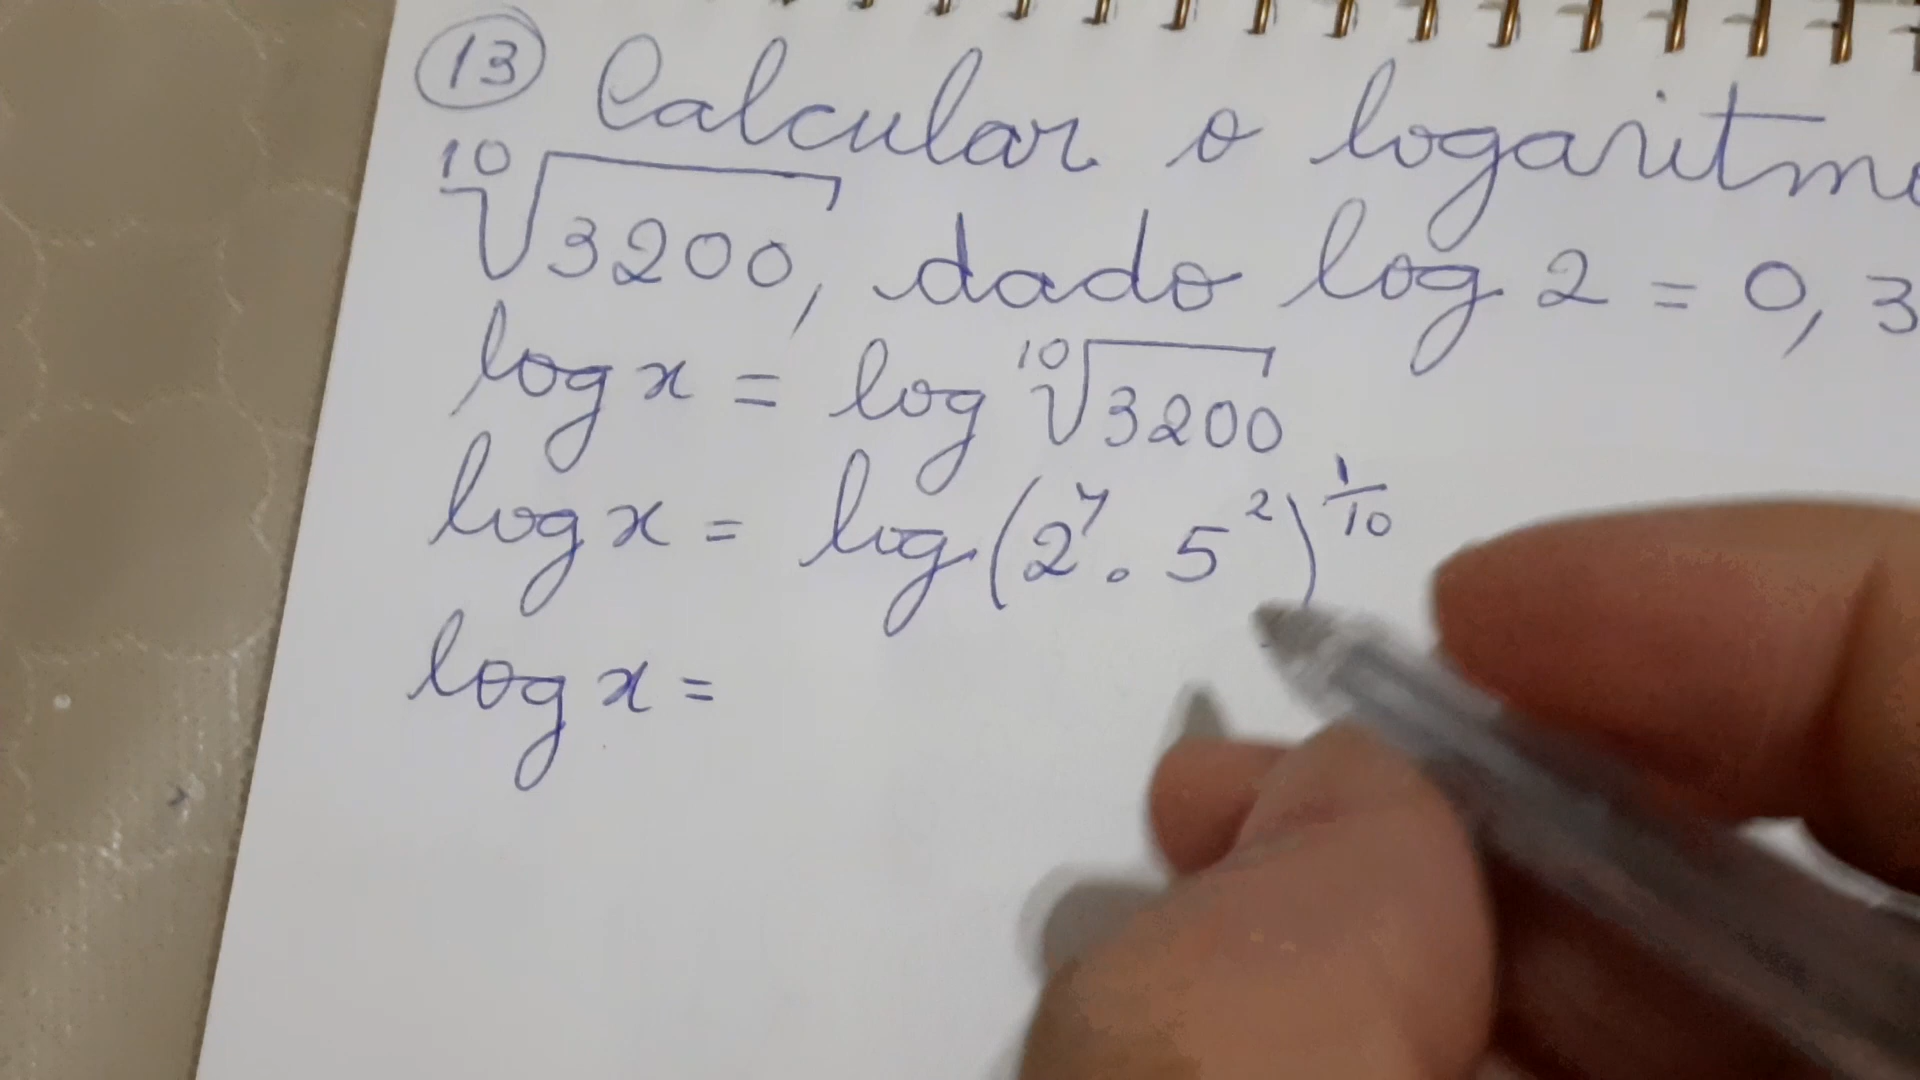 13 Calcular o logaritmo
¹⁰√3200, dado log 2 = 0,3
log x = log ¹⁰√3200
log x = log (2⁷ . 5²)^1/10
log x =